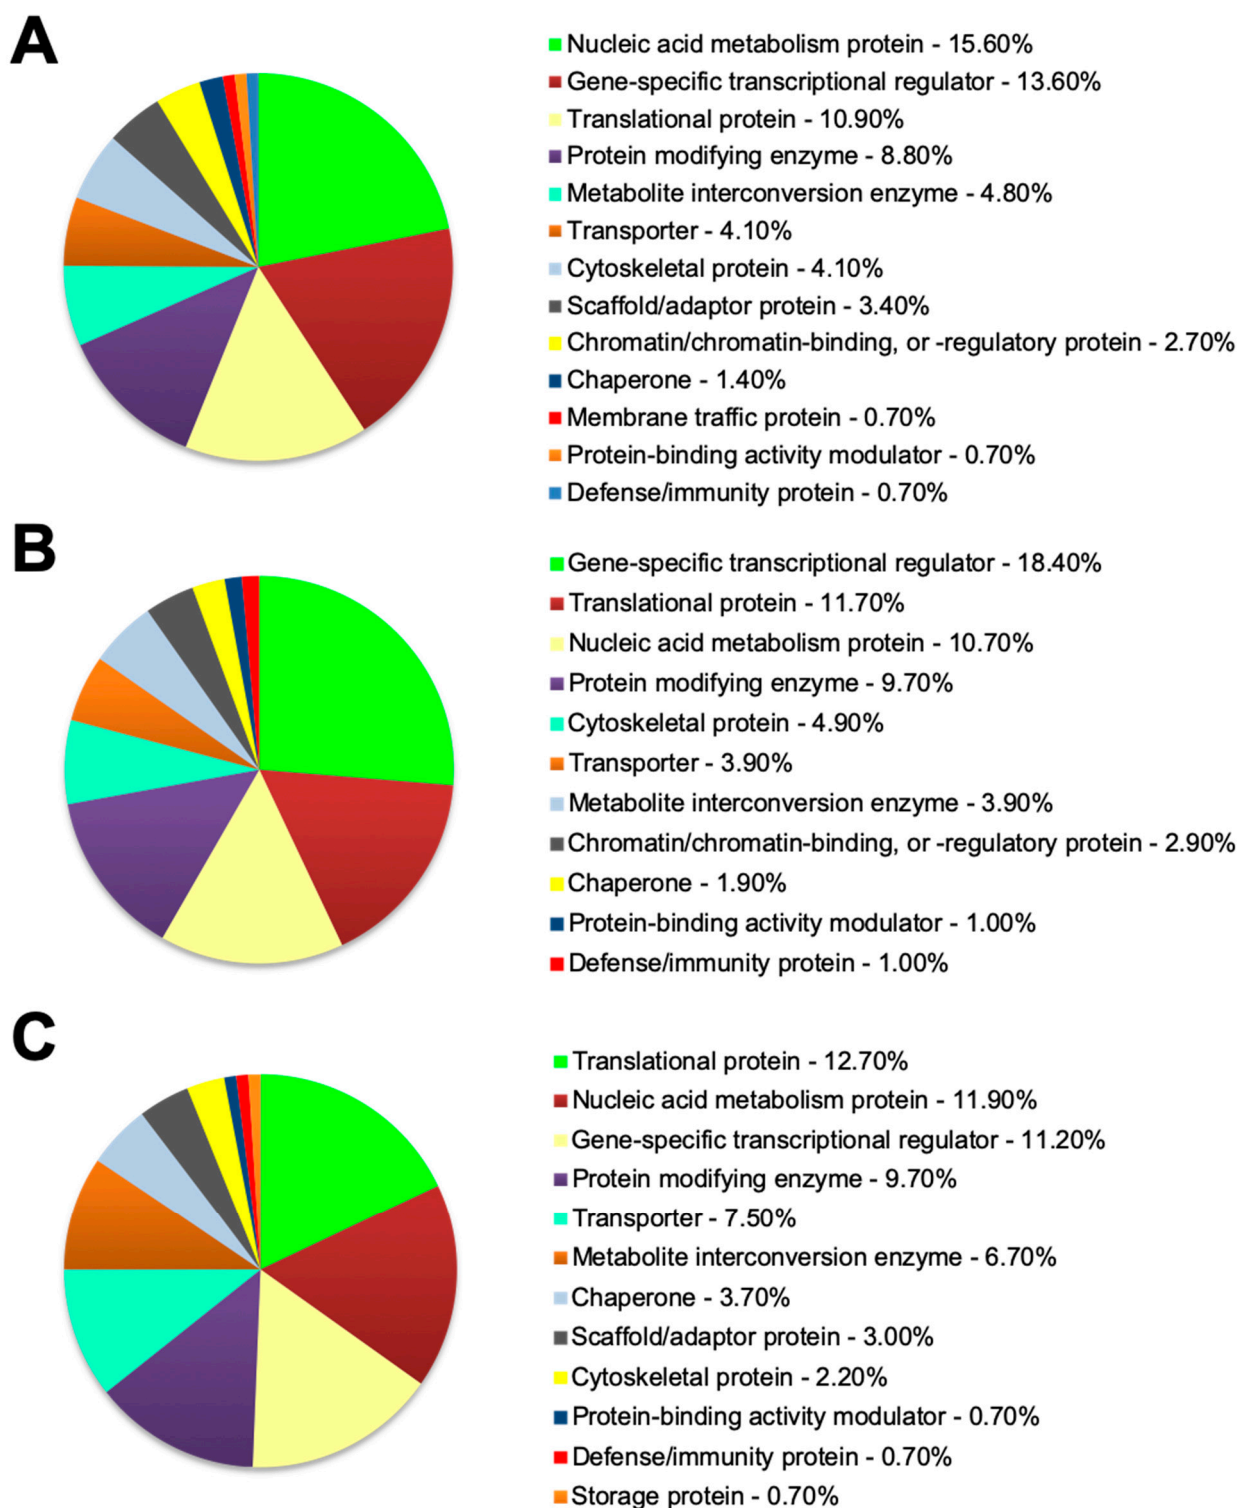 A
Nucleic acid metabolism protein - 15.60%
Gene-specific transcriptional regulator - 13.60%
Translational protein - 10.90%
Protein modifying enzyme - 8.80%
Metabolite interconversion enzyme - 4.80%
Transporter - 4.10%
Cytoskeletal protein - 4.10%
Scaffold/adaptor protein - 3.40%
Chromatin/chromatin-binding, or -regulatory protein - 2.70%
Chaperone - 1.40%
Membrane traffic protein - 0.70%
Protein-binding activity modulator - 0.70%
Defense/immunity protein - 0.70%
B
Gene-specific transcriptional regulator - 18.40%
Translational protein - 11.70%
Nucleic acid metabolism protein - 10.70%
Protein modifying enzyme - 9.70%
Cytoskeletal protein - 4.90%
Transporter - 3.90%
Metabolite interconversion enzyme - 3.90%
Chromatin/chromatin-binding, or -regulatory protein - 2.90%
Chaperone - 1.90%
Protein-binding activity modulator - 1.00%
Defense/immunity protein - 1.00%
C
Translational protein - 12.70%
Nucleic acid metabolism protein - 11.90%
Gene-specific transcriptional regulator - 11.20%
Protein modifying enzyme - 9.70%
Transporter - 7.50%
Metabolite interconversion enzyme - 6.70%
Chaperone - 3.70%
Scaffold/adaptor protein - 3.00%
Cytoskeletal protein - 2.20%
Protein-binding activity modulator - 0.70%
Defense/immunity protein - 0.70%
Storage protein - 0.70%